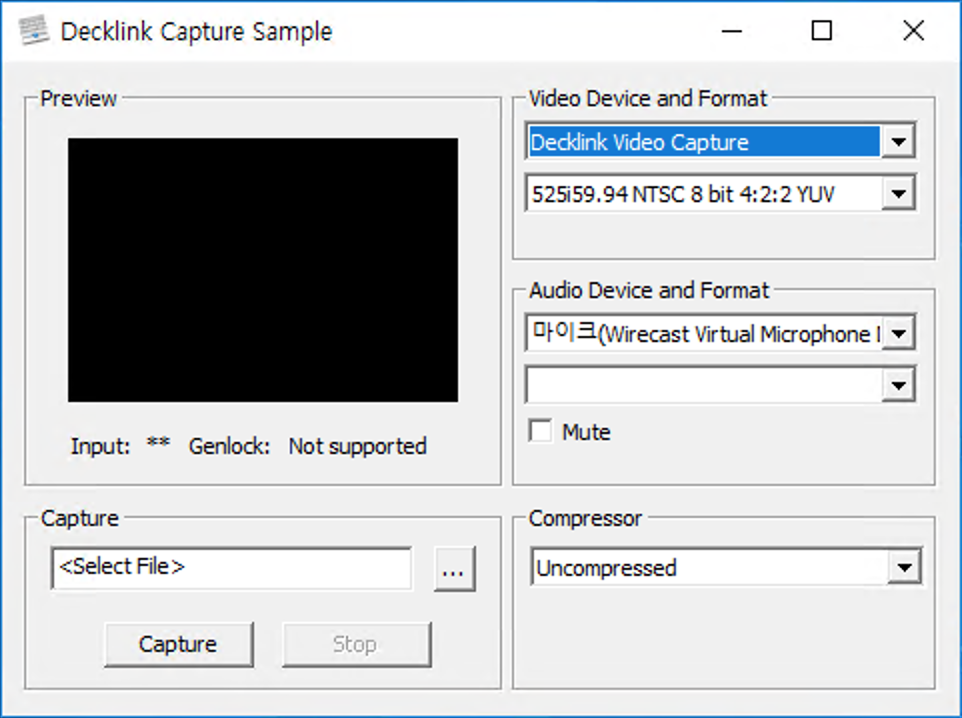 Decklink Capture Sample
Preview
Input: ** Genlock: Not supported
Video Device and Format
Decklink Video Capture
525i59.94 NTSC 8 bit 4:2:2 YUV
Audio Device and Format
마이크(Wirecast Virtual Microphone
Mute
Capture
<Select File>
...
Capture Stop
Compressor
Uncompressed